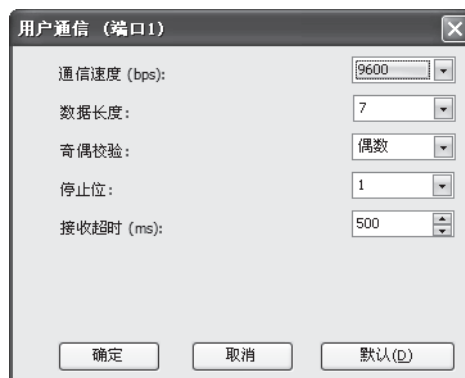 用户通信 (端口1)
通信速度 (bps): 9600
数据长度: 7
奇偶校验: 偶数
停止位: 1
接收超时 (ms): 500
确定 取消 默认(D)